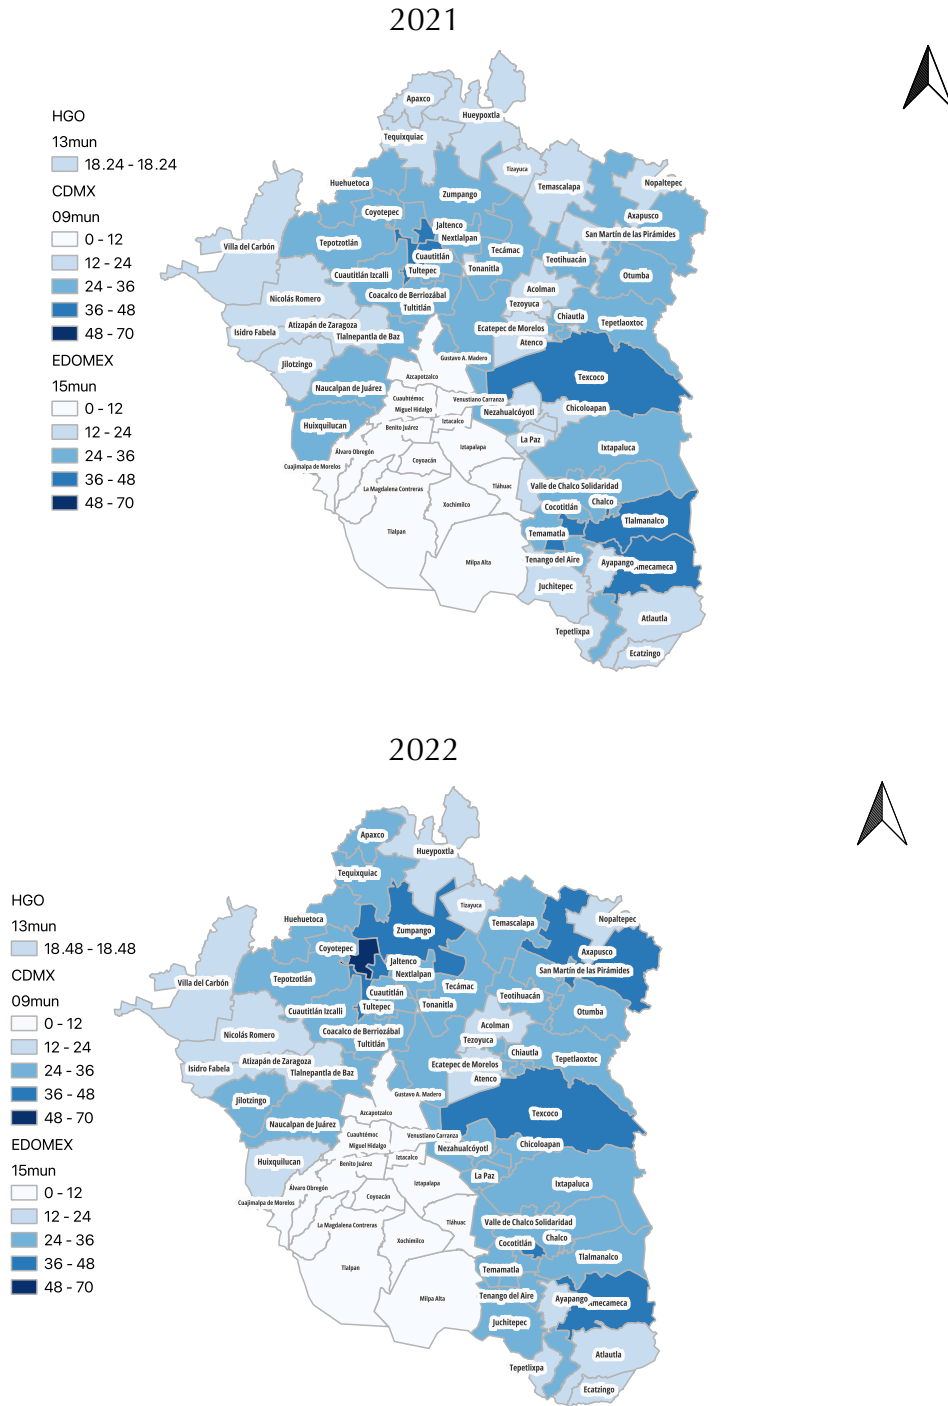 2021
HGO
13mun
18.24 - 18.24
CDMX
09mun
0 - 12
12 - 24
24 - 36
36 - 48
48 - 70
EDOMEX
15mun
0 - 12
12 - 24
24 - 36
36 - 48
48 - 70
Apaxco
Hueypoxtla
Tequixquiac
Tizayuca
Huehuetoca
Zumpango
Temascalapa
Nopaltepec
Coyotepec
Axapusco
Jaltenco
San Martín de las Pirámides
Nextlalpan
Villa del Carbón
Tepotzotlán
Tecámac
Cuautitlán
Teotihuacán
Cuautitlán Izcalli
Tultepec
Tonanitla
Otumba
Nicolás Romero
Coacalco de Berriozábal
Acolman
Tultitlán
Tezoyuca
Chiautla
Isidro Fabela
Atizapán de Zaragoza
Ecatepec de Morelos
Tepetlaoxtoc
Tlalnepantla de Baz
Atenco
Jilotzingo
Gustavo A. Madero
Azcapotzalco
Texcoco
Naucalpan de Juárez
Cuauhtémoc
Venustiano Carranza
Miguel Hidalgo
Nezahualcóyotl
Chicoloapan
Huixquilucan
Benito Juárez
Iztacalco
La Paz
Álvaro Obregón
Iztapalapa
Ixtapaluca
Cuajimalpa de Morelos
Coyoacán
La Magdalena Contreras
Tláhuac
Valle de Chalco Solidaridad
Xochimilco
Cocotitlán
Chalco
Tlalmanalco
Tlalpan
Temamatla
Milpa Alta
Tenango del Aire
Ayapango
mecameca
Juchitepec
Atlautla
Tepetlixpa
Ecatzingo
2022
HGO
13mun
18.48 - 18.48
CDMX
09mun
0 - 12
12 - 24
24 - 36
36 - 48
48 - 70
EDOMEX
15mun
0 - 12
12 - 24
24 - 36
36 - 48
48 - 70
Apaxco
Hueypoxtla
Tequixquiac
Tizayuca
Huehuetoca
Zumpango
Temascalapa
Nopaltepec
Coyotepec
Axapusco
Jaltenco
San Martín de las Pirámides
Nextlalpan
Villa del Carbón
Tepotzotlán
Tecámac
Cuautitlán
Teotihuacán
Cuautitlán Izcalli
Tultepec
Tonanitla
Otumba
Nicolás Romero
Coacalco de Berriozábal
Acolman
Tultitlán
Tezoyuca
Chiautla
Isidro Fabela
Atizapán de Zaragoza
Ecatepec de Morelos
Tepetlaoxtoc
Tlalnepantla de Baz
Atenco
Jilotzingo
Gustavo A. Madero
Azcapotzalco
Texcoco
Naucalpan de Juárez
Cuauhtémoc
Venustiano Carranza
Miguel Hidalgo
Nezahualcóyotl
Chicoloapan
Huixquilucan
Benito Juárez
Iztacalco
La Paz
Álvaro Obregón
Iztapalapa
Ixtapaluca
Cuajimalpa de Morelos
Coyoacán
La Magdalena Contreras
Tláhuac
Valle de Chalco Solidaridad
Xochimilco
Cocotitlán
Chalco
Tlalmanalco
Tlalpan
Temamatla
Milpa Alta
Tenango del Aire
Ayapango
mecameca
Juchitepec
Atlautla
Tepetlixpa
Ecatzingo